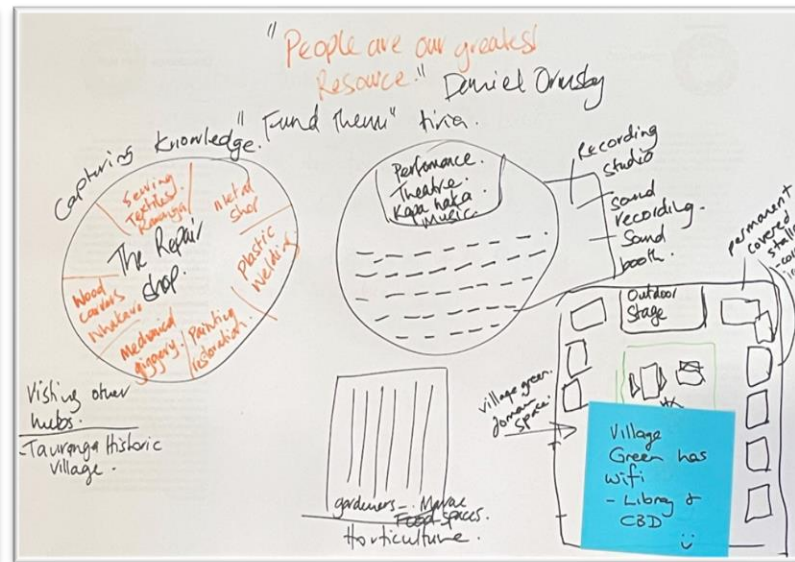 "People are our greatest
Resource." Daniel Ormsby
"Fund Them"
Capturing Knowledge.
Sewing
Textiles
Raranga
Metal
Shop
The Repair
shop.
Plastic
Welding
Wood
Carvers
Whakairo
Mechanical
giggery.
Painting
restoration.
Performance.
Theatre.
Kapa haka
Music.
Recording
studio
sound
recording.
Sound
booth.
permanent
covered
Outdoor
Stage
village green.
domain
space.
Village
Green has
wifi
- Library &
CBD
Visiting other
hubs.
-Tauranga Historic
Village.
gardeners - Marae
Food spaces.
Horticulture.